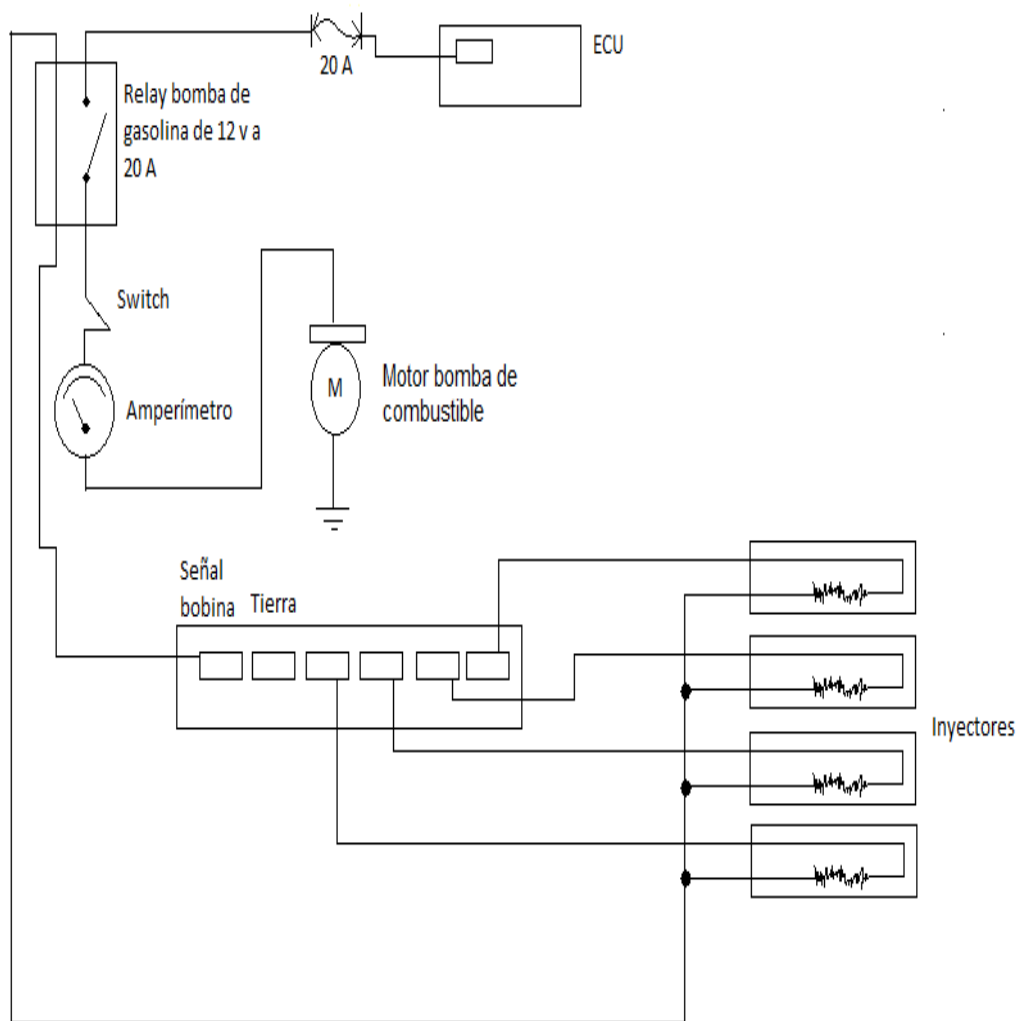 ECU
20 A
Relay bomba de
gasolina de 12 v a
20 A
Switch
Amperímetro
M
Motor bomba de
combustible
Señal
bobina
Tierra
Inyectores